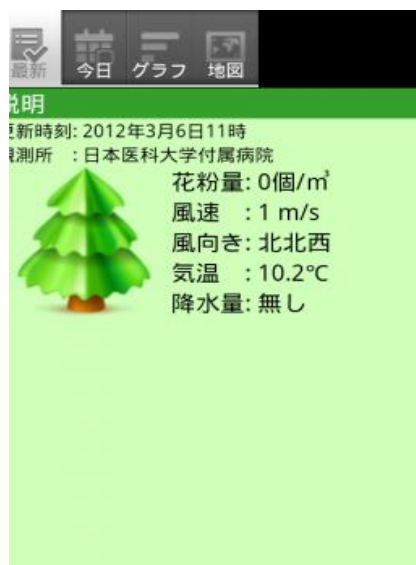 最新 今日 グラフ 地図
説明
更新時刻: 2012年3月6日11時
観測所 : 日本医科大学付属病院
花粉量: 0個/㎥
風速 : 1 m/s
風向き: 北北西
気温 : 10.2℃
降水量: 無し